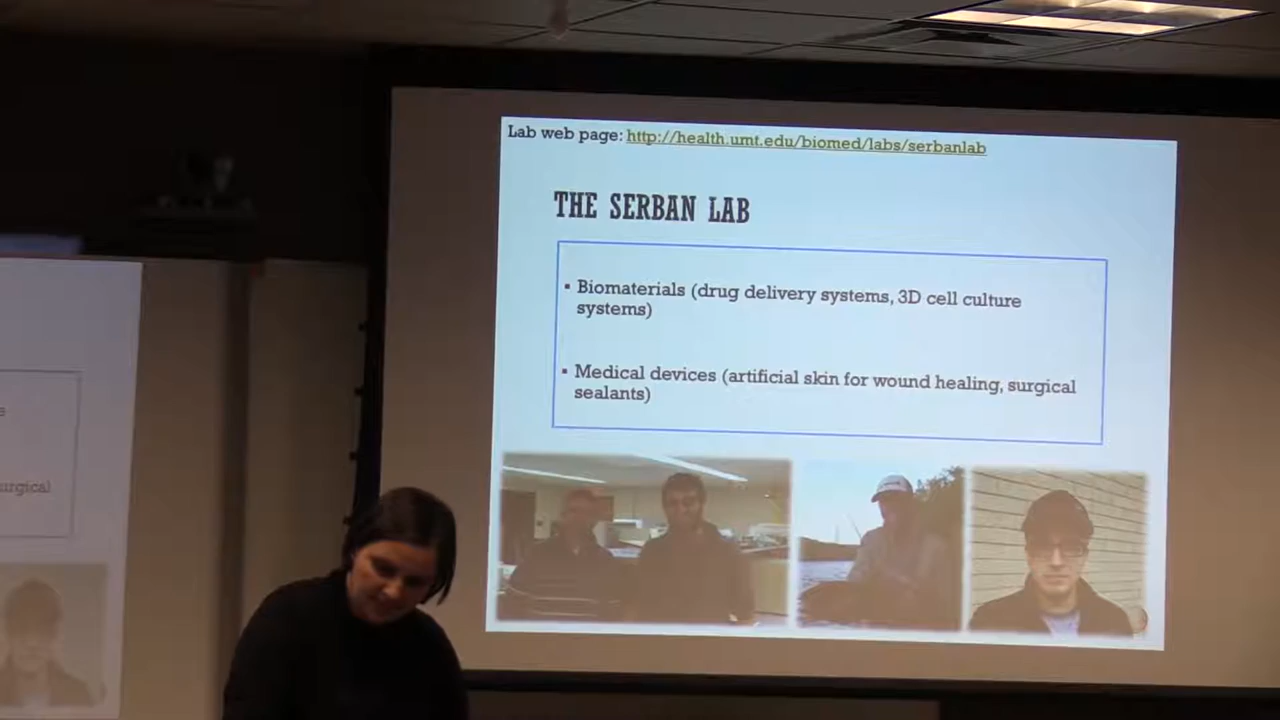 Lab web page: http://health.umt.edu/biomed/labs/serbanlab
THE SERBAN LAB
▪ Biomaterials (drug delivery systems, 3D cell culture
systems)
▪ Medical devices (artificial skin for wound healing, surgical
sealants)
urgical